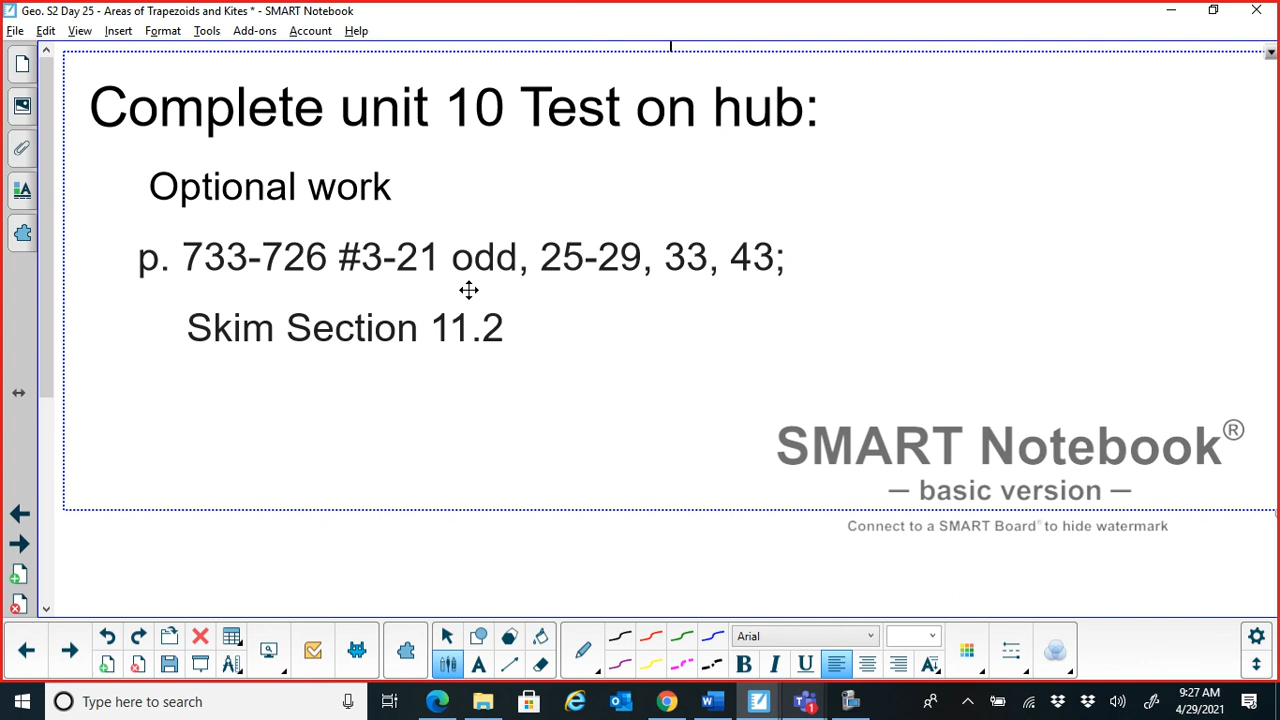 Geo. S2 Day 25 - Areas of Trapezoids and Kites * - SMART Notebook
File Edit View Insert Format Tools Add-ons Account Help
Complete unit 10 Test on hub:
Optional work
p. 733-726 #3-21 odd, 25-29, 33, 43;
Skim Section 11.2
SMART Notebook®
— basic version —
Connect to a SMART Board® to hide watermark
Arial
B I U
Type here to search
9:27 AM
4/29/2021